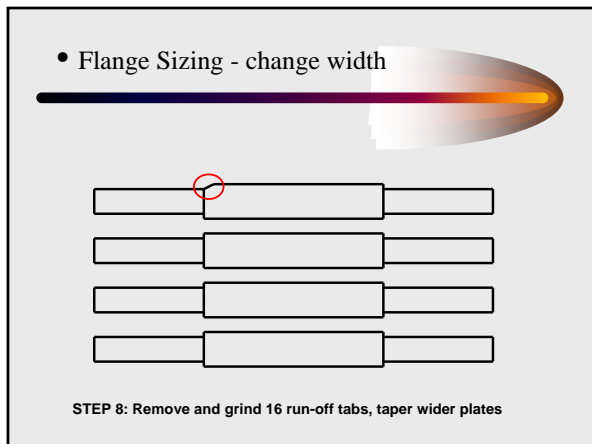 • Flange Sizing - change width
STEP 8: Remove and grind 16 run-off tabs, taper wider plates